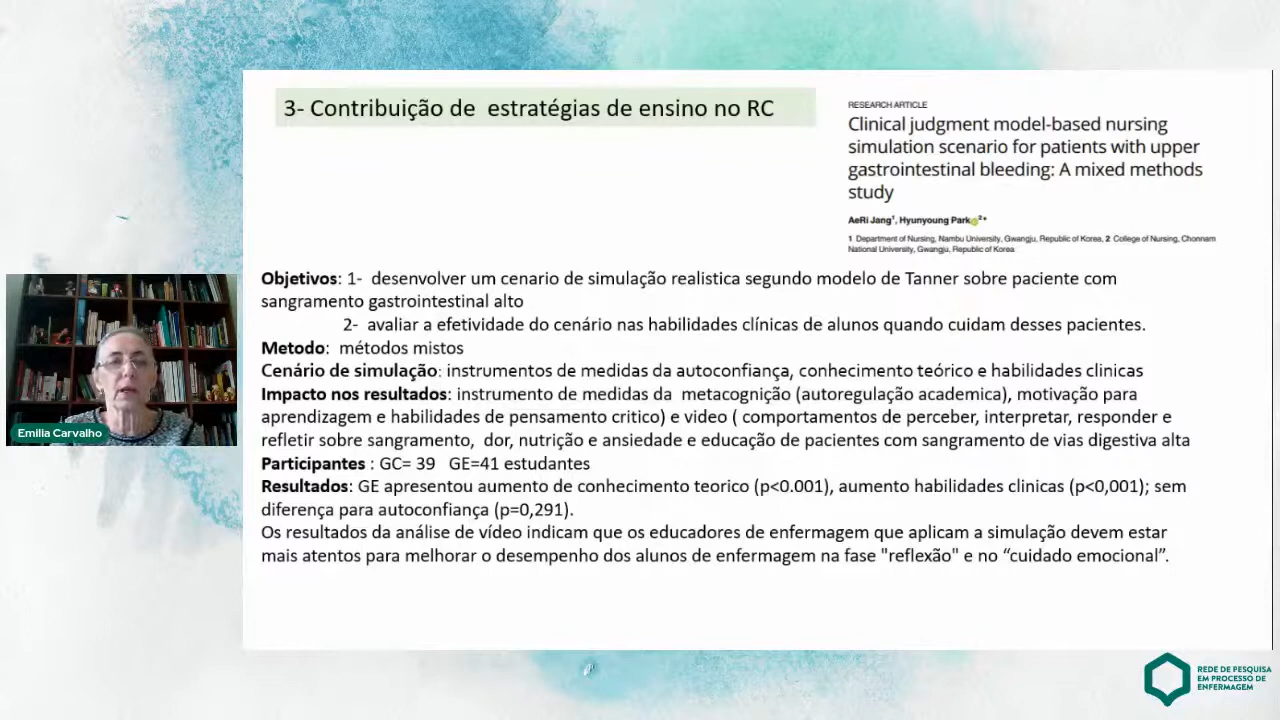 3- Contribuição de estratégias de ensino no RC
RESEARCH ARTICLE
Clinical judgment model-based nursing
simulation scenario for patients with upper
gastrointestinal bleeding: A mixed methods
study
AeRi Jang1, Hyunyoung Park 2*
1 Department of Nursing, Nambu University, Gwangju, Republic of Korea, 2 College of Nursing, Chonnam
National University, Gwangju, Republic of Korea
Objetivos: 1- desenvolver um cenario de simulação realistica segundo modelo de Tanner sobre paciente com
sangramento gastrointestinal alto
2- avaliar a efetividade do cenário nas habilidades clínicas de alunos quando cuidam desses pacientes.
Metodo: métodos mistos
Cenário de simulação: instrumentos de medidas da autoconfiança, conhecimento teórico e habilidades clinicas
Impacto nos resultados: instrumento de medidas da metacognição (autoregulação academica), motivação para
aprendizagem e habilidades de pensamento critico) e video ( comportamentos de perceber, interpretar, responder e
refletir sobre sangramento, dor, nutrição e ansiedade e educação de pacientes com sangramento de vias digestiva alta
Participantes : GC= 39 GE=41 estudantes
Resultados: GE apresentou aumento de conhecimento teorico (p<0.001), aumento habilidades clinicas (p<0,001); sem
diferença para autoconfiança (p=0,291).
Os resultados da análise de vídeo indicam que os educadores de enfermagem que aplicam a simulação devem estar
mais atentos para melhorar o desempenho dos alunos de enfermagem na fase "reflexão" e no “cuidado emocional”.
Emilia Carvalho
REDE DE PESQUISA
EM PROCESSO DE
ENFERMAGEM